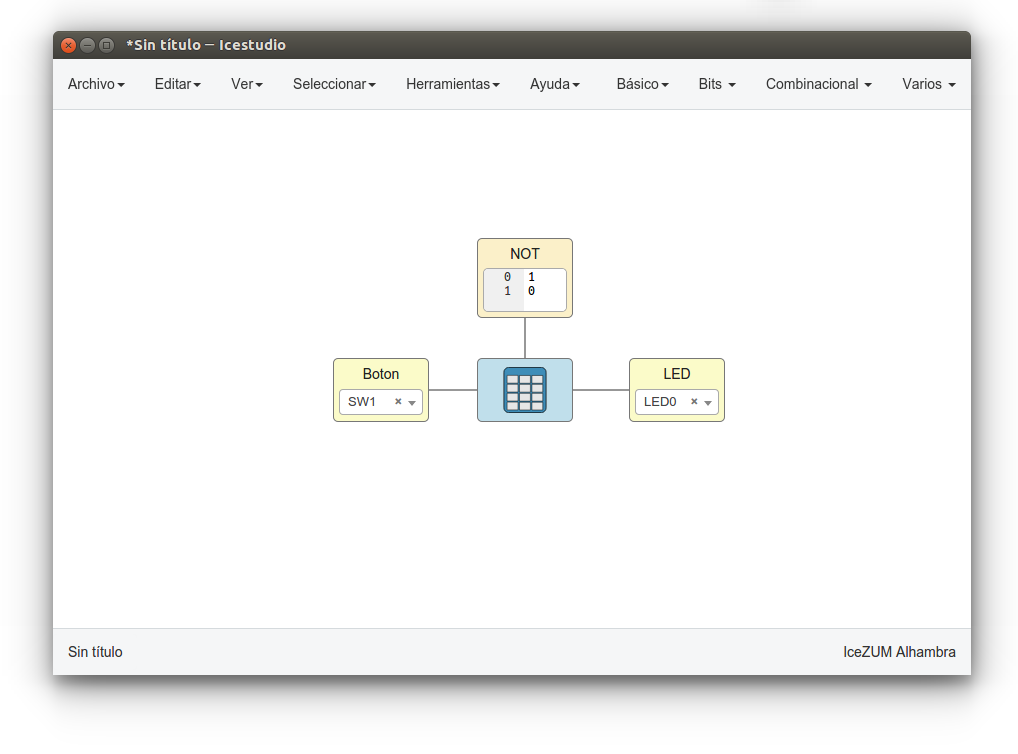 *Sin título — Icestudio
Archivo Editar Ver Seleccionar Herramientas Ayuda Básico Bits Combinacional Varios
NOT
0 1
1 0
Boton
SW1
LED
LED0
Sin título
IceZUM Alhambra